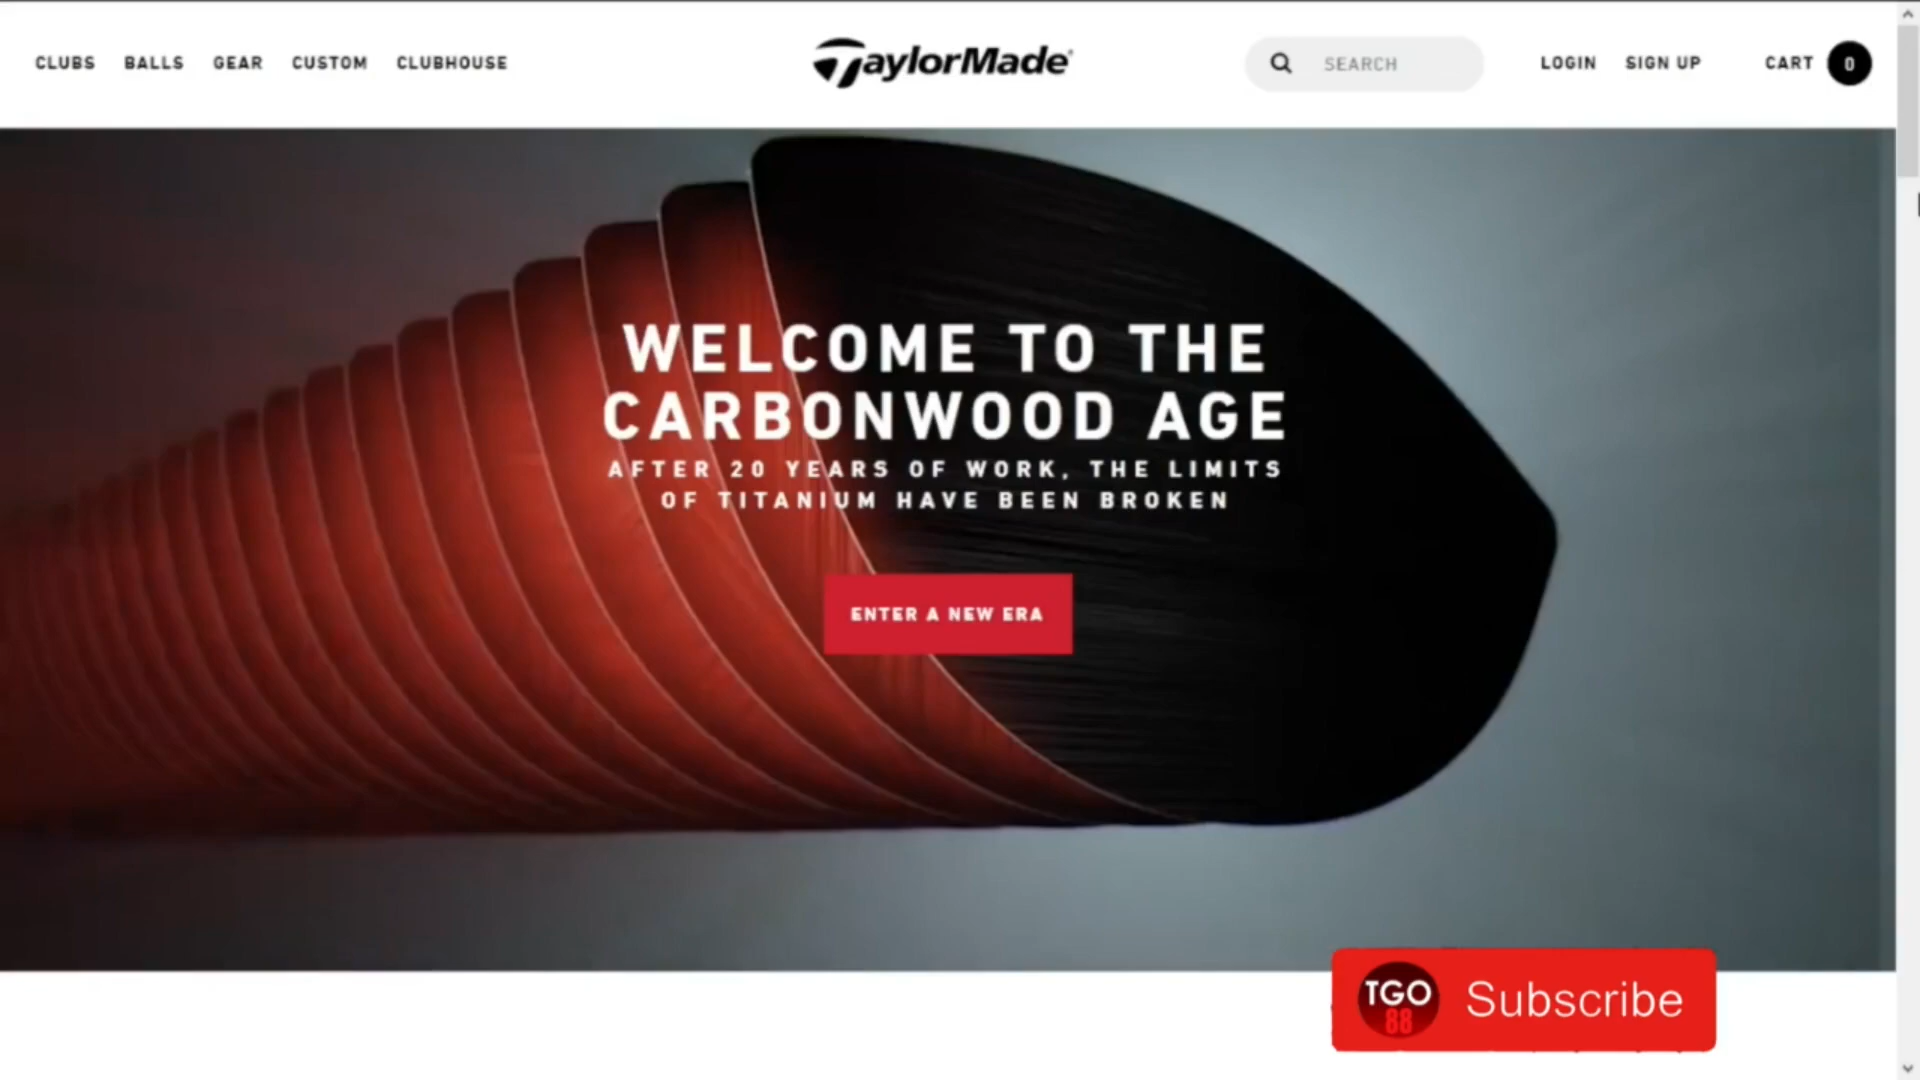 CLUBS BALLS GEAR CUSTOM CLUBHOUSE TaylorMade SEARCH LOGIN SIGN UP CART 0
WELCOME TO THE
CARBONWOOD AGE
AFTER 20 YEARS OF WORK, THE LIMITS
OF TITANIUM HAVE BEEN BROKEN
ENTER A NEW ERA
TGO
88
Subscribe